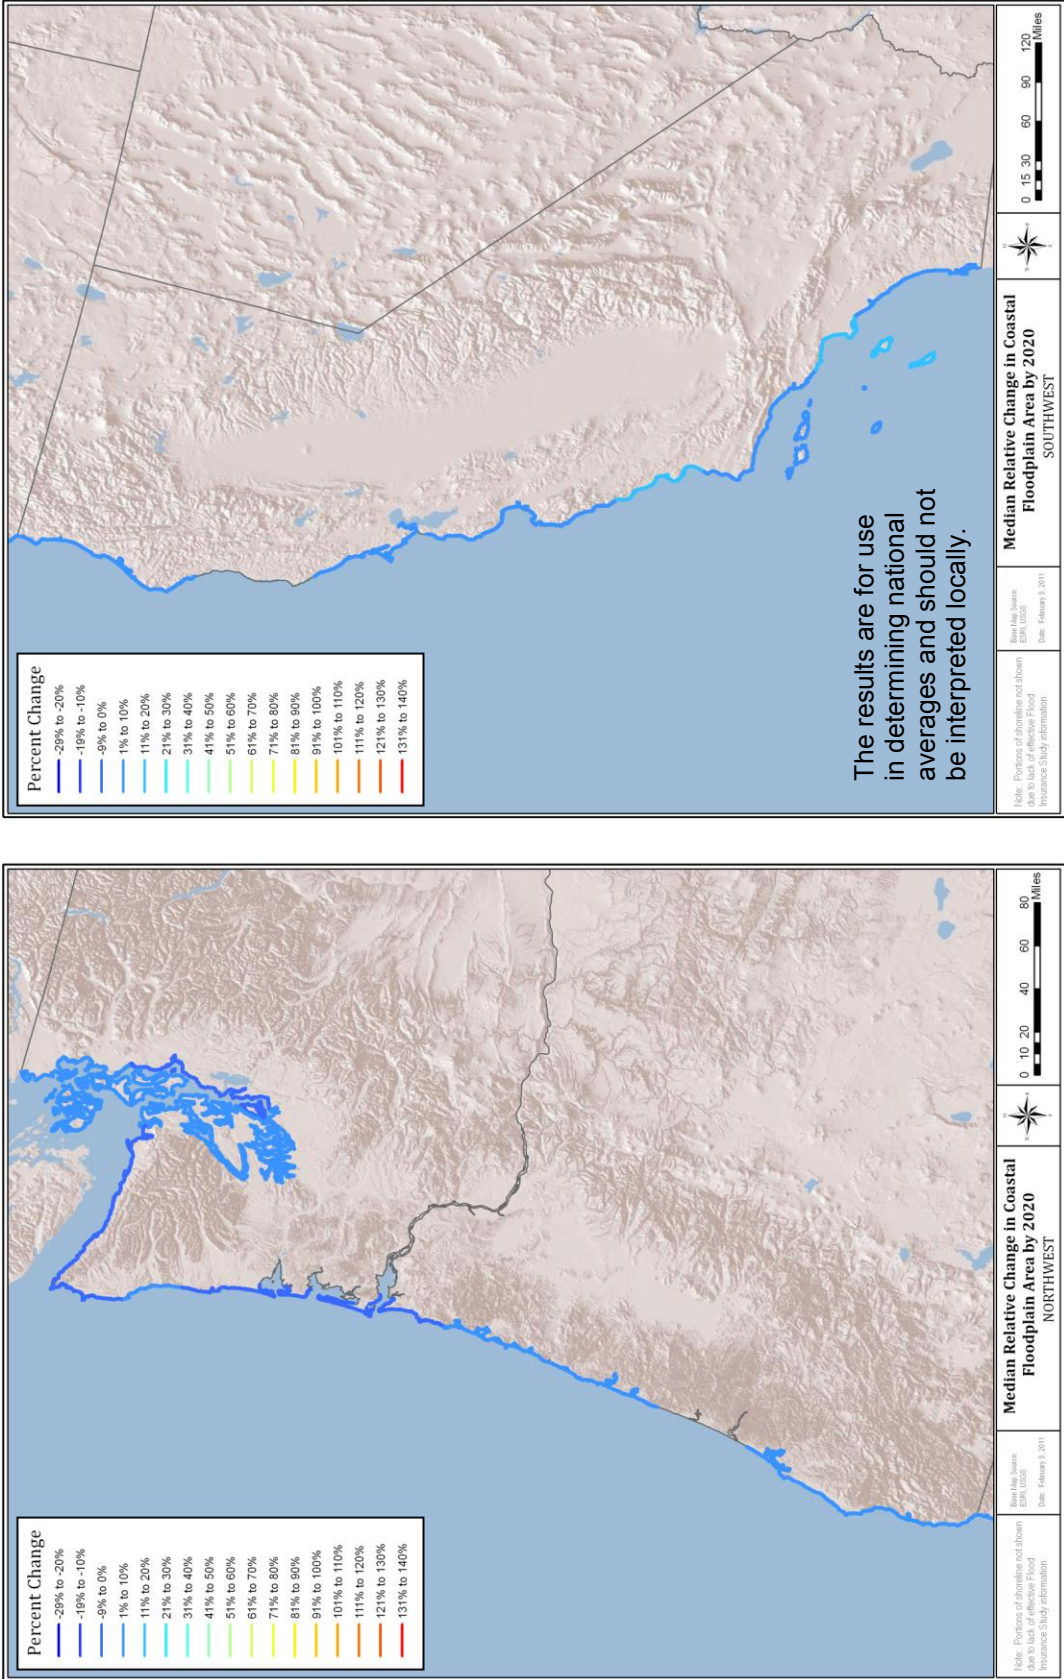 Percent Change
-29% to -20%
-19% to -10%
-9% to 0%
1% to 10%
11% to 20%
21% to 30%
31% to 40%
41% to 50%
51% to 60%
61% to 70%
71% to 80%
81% to 90%
91% to 100%
101% to 110%
111% to 120%
121% to 130%
131% to 140%
Note: Portions of shoreline not shown
due to lack of effective Flood
Insurance Study information.
Base Map Source:
ESRI, USGS
Date: February 9, 2011
Median Relative Change in Coastal
Floodplain Area by 2020
NORTHWEST
0 10 20 40 60 80
Miles
Percent Change
-29% to -20%
-19% to -10%
-9% to 0%
1% to 10%
11% to 20%
21% to 30%
31% to 40%
41% to 50%
51% to 60%
61% to 70%
71% to 80%
81% to 90%
91% to 100%
101% to 110%
111% to 120%
121% to 130%
131% to 140%
The results are for use
in determining national
averages and should not
be interpreted locally.
Note: Portions of shoreline not shown
due to lack of effective Flood
Insurance Study information.
Base Map Source:
ESRI, USGS
Date: February 9, 2011
Median Relative Change in Coastal
Floodplain Area by 2020
SOUTHWEST
0 15 30 60 90 120
Miles